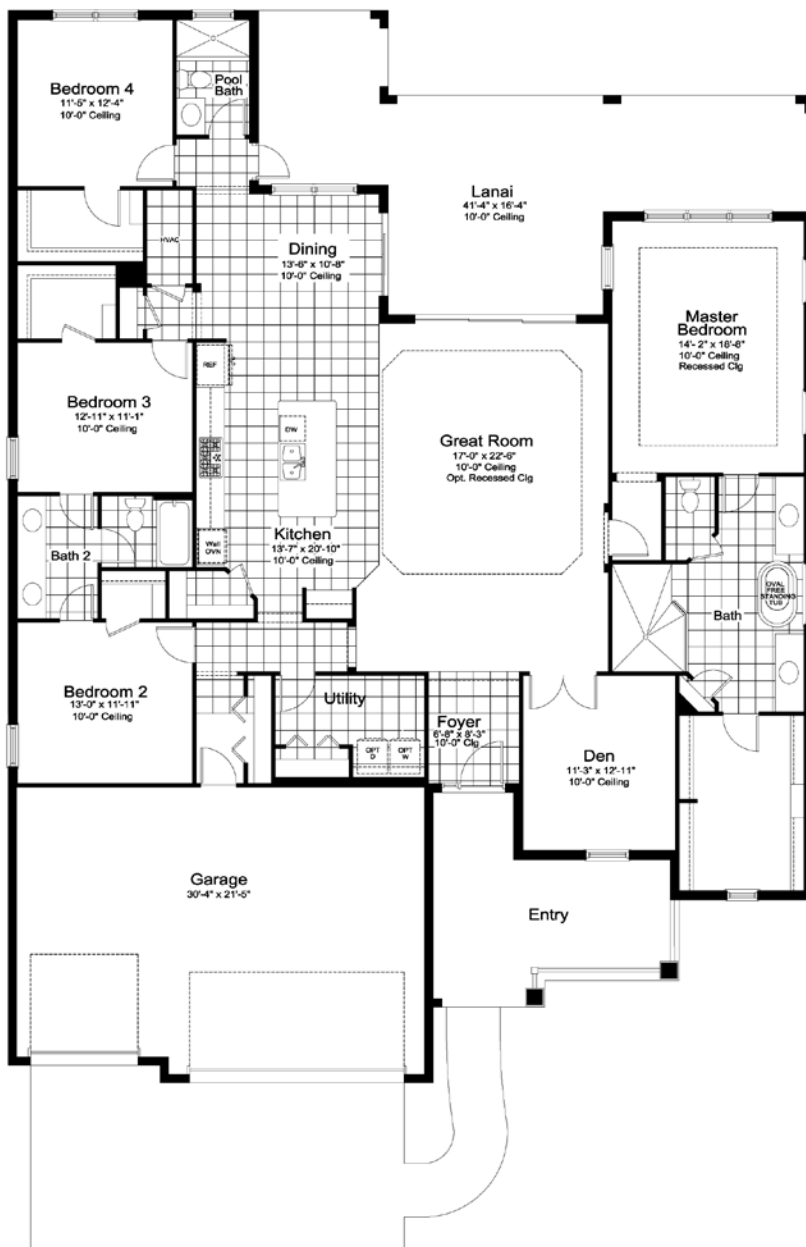 Bedroom 4
11'-5" x 12'-4"
10'-0" Ceiling
Pool
Bath
Lanai
41'-4" x 16'-4"
10'-0" Ceiling
HVAC
Dining
13'-6" x 10'-8"
10'-0" Ceiling
Master
Bedroom
14'- 2" x 18'-8"
10'-0" Ceiling
Recessed Clg
REF
Bedroom 3
12'-11" x 11'-1"
10'-0" Ceiling
DW
Great Room
17'-0" x 22'-6"
10'-0" Ceiling
Opt. Recessed Clg
Kitchen
13'-7" x 20'-10"
10'-0" Ceiling
Wall
OVN
Bath 2
OVAL
FREE
STANDING
TUB
Bath
Bedroom 2
13'-0" x 11'-11"
10'-0" Ceiling
Utility
OPT
D
OPT
W
Foyer
6'-8" x 8'-3"
10'-0" Clg
Den
11'-3" x 12'-11"
10'-0" Ceiling
Garage
30'-4" x 21'-5"
Entry